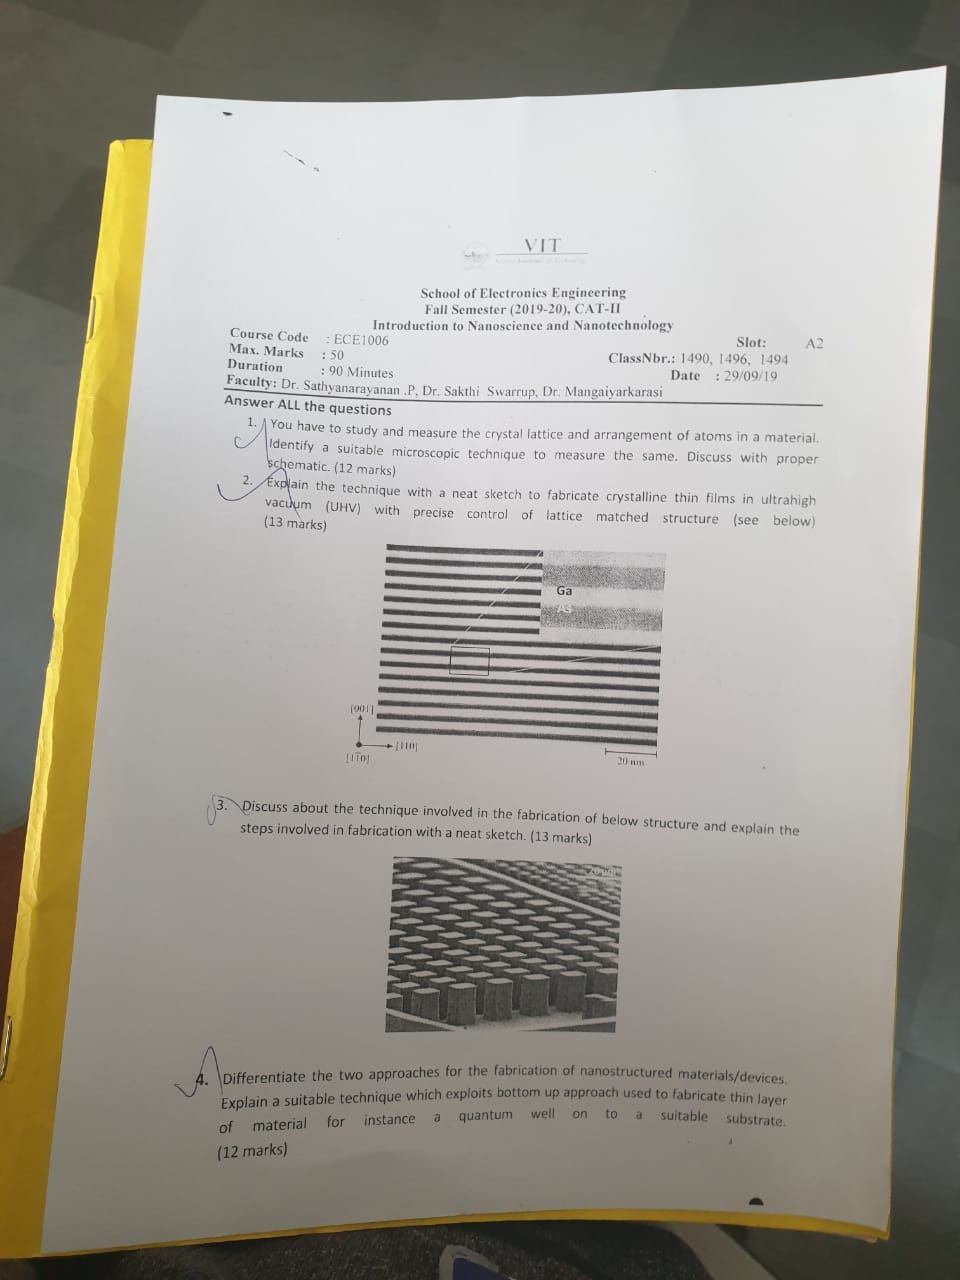 VIT
School of Electronics Engineering
Fall Semester (2019-20), CAT-II
Introduction to Nanoscience and Nanotechnology
Course Code : ECE1006 Slot: A2
Max. Marks : 50 ClassNbr.: 1490, 1496, 1494
Duration : 90 Minutes Date : 29/09/19
Faculty: Dr. Sathyanarayanan .P, Dr. Sakthi Swarrup, Dr. Mangaiyarkarasi
Answer ALL the questions
1. You have to study and measure the crystal lattice and arrangement of atoms in a material.
Identify a suitable microscopic technique to measure the same. Discuss with proper
schematic. (12 marks)
2. Explain the technique with a neat sketch to fabricate crystalline thin films in ultrahigh
vacuum (UHV) with precise control of lattice matched structure (see below)
(13 marks)
Ga
As
[001]
[110]
[1̄10]
20 nm
3. Discuss about the technique involved in the fabrication of below structure and explain the
steps involved in fabrication with a neat sketch. (13 marks)
20 µm
4. Differentiate the two approaches for the fabrication of nanostructured materials/devices.
Explain a suitable technique which exploits bottom up approach used to fabricate thin layer
of material for instance a quantum well on to a suitable substrate.
(12 marks)